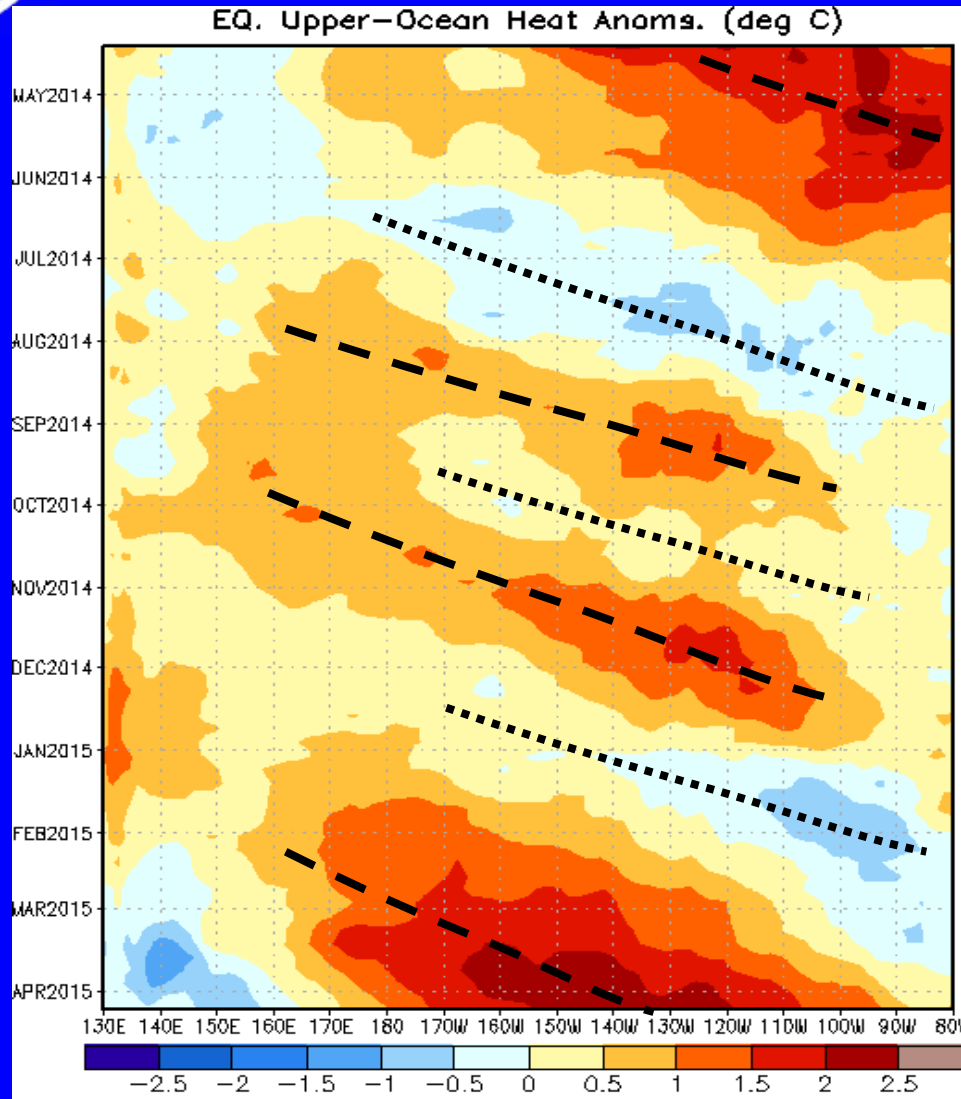 EQ. Upper-Ocean Heat Anoms. (deg C)
MAY2014
JUN2014
JUL2014
AUG2014
SEP2014
OCT2014
NOV2014
DEC2014
JAN2015
FEB2015
MAR2015
APR2015
130E 140E 150E 160E 170E 180 170W 160W 150W 140W 130W 120W 110W 100W 90W 80W
-2.5 -2 -1.5 -1 -0.5 0 0.5 1 1.5 2 2.5